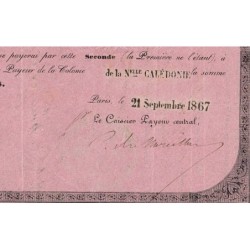 payerez par cette Seconde (la Première ne l'étant), à
Payeur de la Colonie de la Nlle CALÉDONIE la somme
Paris, le 21 Septembre 1867
Le Caissier Payeur central,